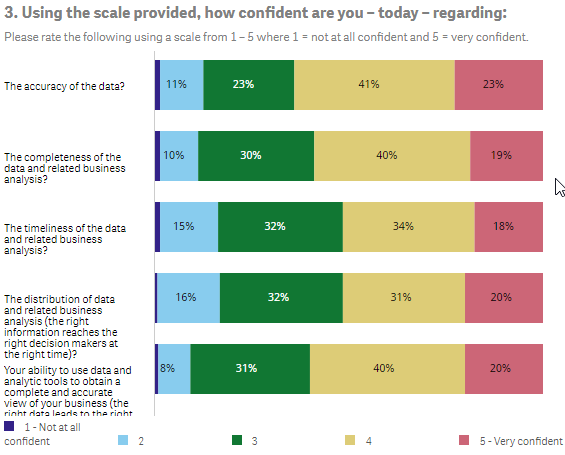 3. Using the scale provided, how confident are you – today – regarding:
Please rate the following using a scale from 1 – 5 where 1 = not at all confident and 5 = very confident.
The accuracy of the data?
11% 23% 41% 23%
The completeness of the
data and related business
analysis?
10% 30% 40% 19%
The timeliness of the data
and related business
analysis?
15% 32% 34% 18%
The distribution of data
and related business
analysis (the right
information reaches the
right decision makers at
the right time)?
16% 32% 31% 20%
Your ability to use data and
analytic tools to obtain a
complete and accurate
view of your business (the
right data leads to the right
8% 31% 40% 20%
1 - Not at all
confident
2
3
4
5 - Very confident